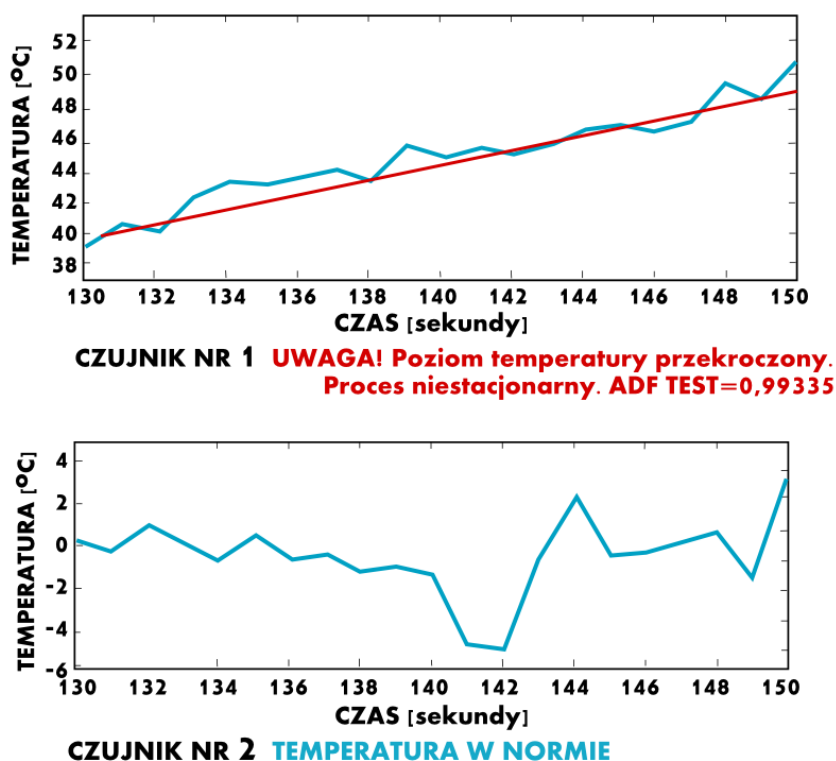 TEMPERATURA [ºC]
52
50
48
46
44
42
40
38
130 132 134 136 138 140 142 144 146 148 150
CZAS [sekundy]
CZUJNIK NR 1 UWAGA! Poziom temperatury przekroczony.
Proces niestacjonarny. ADF TEST=0,99335
TEMPERATURA [ºC]
4
2
0
-2
-4
-6
130 132 134 136 138 140 142 144 146 148 150
CZAS [sekundy]
CZUJNIK NR 2 TEMPERATURA W NORMIE